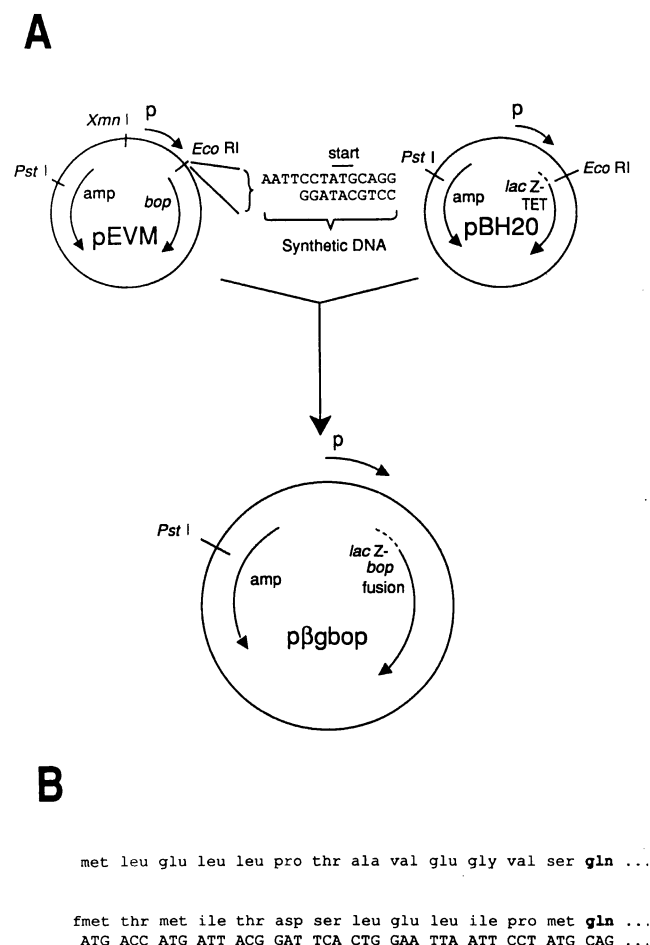 A
p
Xmn I
Eco RI
Pst I
amp
bop
pEVM
start
AATTCCTATGCAGG
GGATACGTCC
Synthetic DNA
p
Pst I
Eco RI
amp
lac Z-
TET
pBH20
p
Pst I
amp
lac Z-
bop
fusion
pβgbop
B
met leu glu leu leu pro thr ala val glu gly val ser gln ...
fmet thr met ile thr asp ser leu glu leu ile pro met gln ...
ATG ACC ATG ATT ACG GAT TCA CTG GAA TTA ATT CCT ATG CAG ...